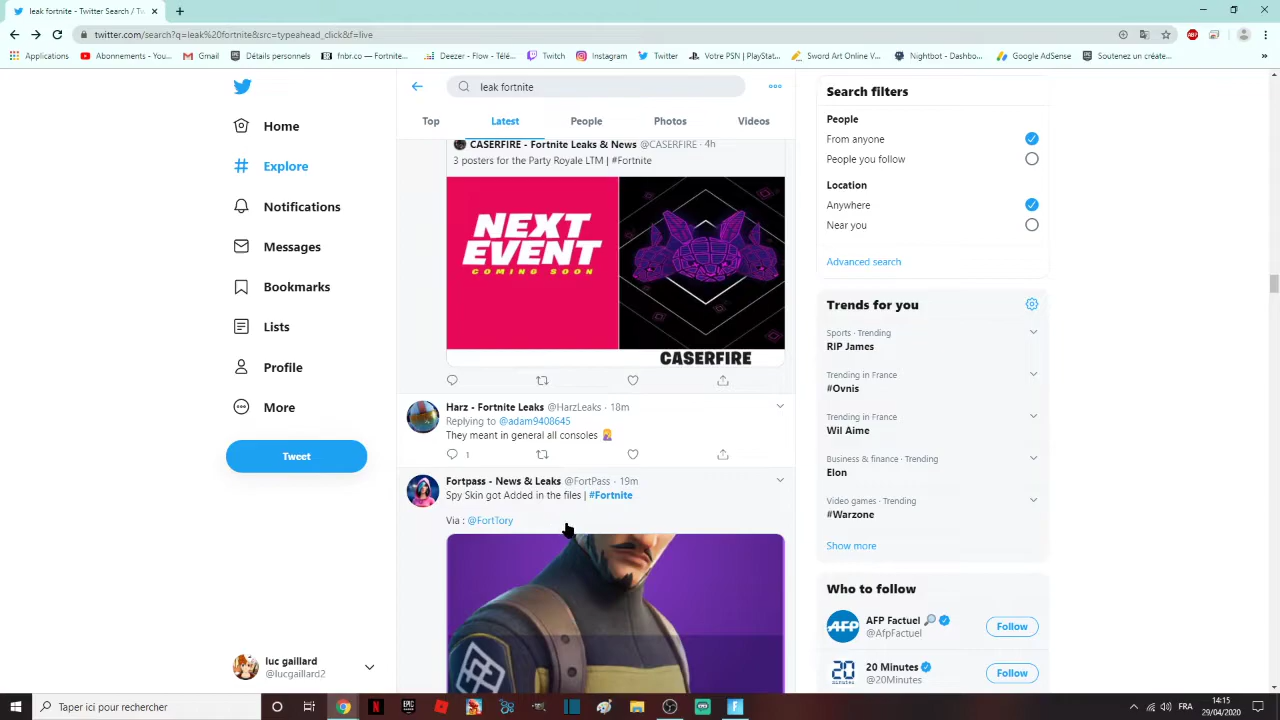 leak fortnite - Twitter Search / Tw
twitter.com/search?q=leak%20fortnite&src=typeahead_click&f=live
Applications
Abonnements - You...
Gmail
Détails personnels
fnbr.co — Fortnite...
Deezer - Flow - Télé...
Twitch
Instagram
Twitter
Votre PSN | PlayStat...
Sword Art Online V...
Nightbot - Dashbo...
Google AdSense
Soutenez un créate...
»
leak fortnite
Top
Latest
People
Photos
Videos
Home
Explore
Notifications
Messages
Bookmarks
Lists
Profile
More
Tweet
luc gaillard
@lucgaillard2
CASERFIRE - Fortnite Leaks & News @CASERFIRE · 4h
3 posters for the Party Royale LTM | #Fortnite
NEXT
EVENT
COMING SOON
CASERFIRE
Harz - Fortnite Leaks @HarzLeaks · 18m
Replying to @adam9408645
They meant in general all consoles 🤦‍♀️
1
Fortpass - News & Leaks @FortPass · 19m
Spy Skin got Added in the files | #Fortnite
Via : @FortTory
Search filters
People
From anyone
People you follow
Location
Anywhere
Near you
Advanced search
Trends for you
Sports · Trending
RIP James
Trending in France
#Ovnis
Trending in France
Wil Aime
Business & finance · Trending
Elon
Video games · Trending
#Warzone
Show more
Who to follow
AFP Factuel
@AfpFactuel
Follow
20 Minutes
@20Minutes
Follow
AFP
20
Taper ici pour rechercher
EPIC
FRA
14:15
29/04/2020